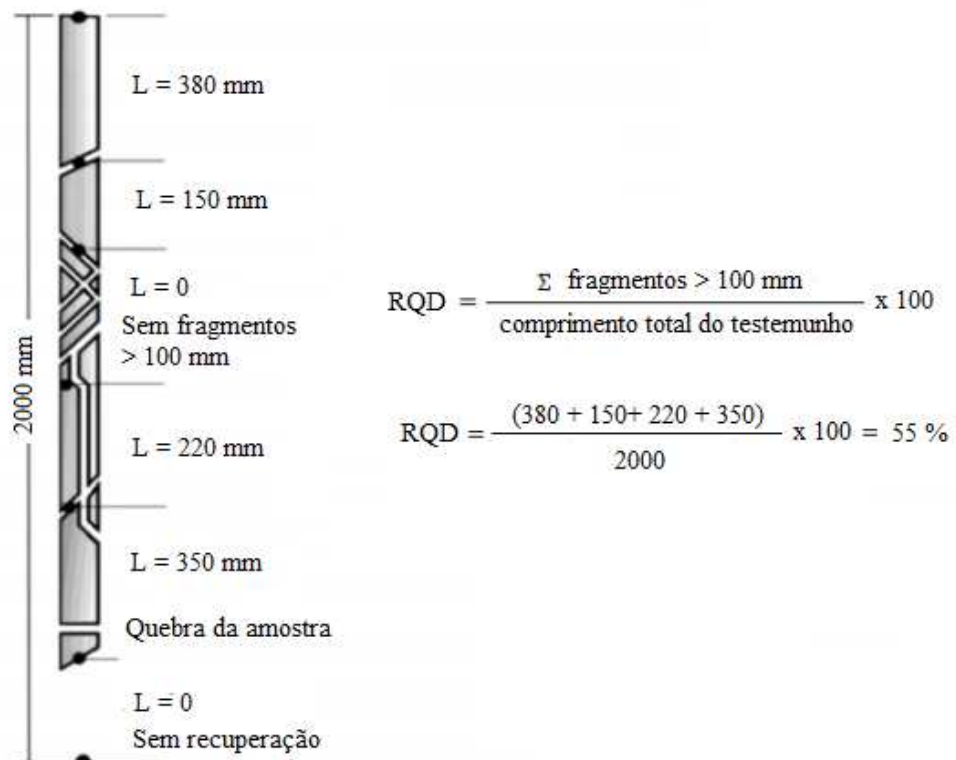 2000 mm
L = 380 mm
L = 150 mm
L = 0
Sem fragmentos
> 100 mm
L = 220 mm
L = 350 mm
Quebra da amostra
L = 0
Sem recuperação
RQD = Σ fragmentos > 100 mm
comprimento total do testemunho
x 100
RQD = (380 + 150+ 220 + 350)
2000
x 100 = 55 %